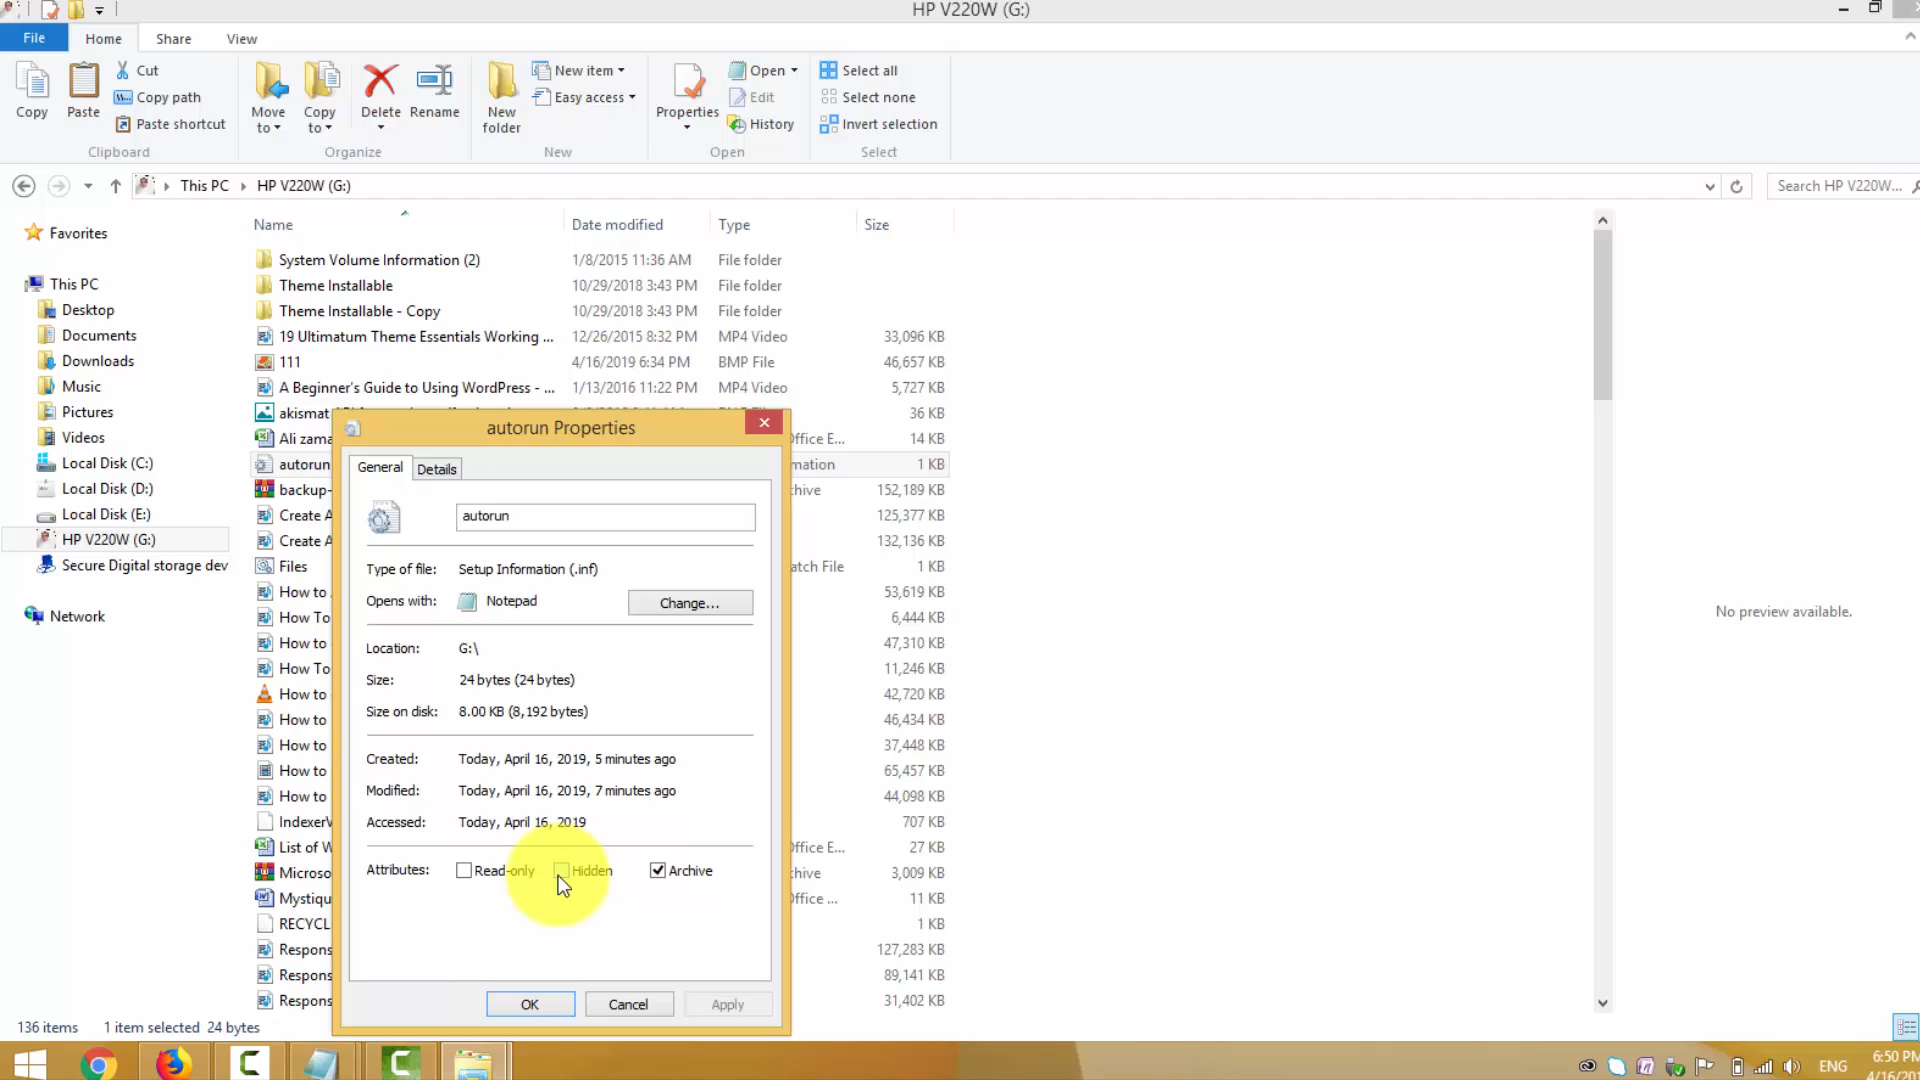 HP V220W (G:)
File Home Share View
Copy
Paste
Cut
Copy path
Paste shortcut
Clipboard
Move to
Copy to
Delete
Rename
Organize
New folder
New item
Easy access
New
Properties
Open
Edit
History
Open
Select all
Select none
Invert selection
Select
This PC HP V220W (G:)
Search HP V220W...
Favorites
This PC
Desktop
Documents
Downloads
Music
Pictures
Videos
Local Disk (C:)
Local Disk (D:)
Local Disk (E:)
HP V220W (G:)
Secure Digital storage dev
Network
Name Date modified Type Size
System Volume Information (2) 1/8/2015 11:36 AM File folder
Theme Installable 10/29/2018 3:43 PM File folder
Theme Installable - Copy 10/29/2018 3:43 PM File folder
19 Ultimatum Theme Essentials Working ... 12/26/2015 8:32 PM MP4 Video 33,096 KB
111 4/16/2019 6:34 PM BMP File 46,657 KB
A Beginner's Guide to Using WordPress - ... 1/13/2016 11:22 PM MP4 Video 5,727 KB
akismat 36 KB
Ali zama ffice E... 14 KB
autorun mation 1 KB
backup- chive 152,189 KB
Create A 125,377 KB
Create A 132,136 KB
Files atch File 1 KB
How to 53,619 KB
How To 6,444 KB
How to 47,310 KB
How To 11,246 KB
How to 42,720 KB
How to 46,434 KB
How to 37,448 KB
How to 65,457 KB
How to 44,098 KB
IndexerV 707 KB
List of W ffice E... 27 KB
Microso chive 3,009 KB
Mystiqu ffice ... 11 KB
RECYCL 1 KB
Respons 127,283 KB
Respons 89,141 KB
Respons 31,402 KB
autorun Properties
General Details
autorun
Type of file: Setup Information (.inf)
Opens with: Notepad Change...
Location: G:\
Size: 24 bytes (24 bytes)
Size on disk: 8.00 KB (8,192 bytes)
Created: Today, April 16, 2019, 5 minutes ago
Modified: Today, April 16, 2019, 7 minutes ago
Accessed: Today, April 16, 2019
Attributes: Read-only Hidden Archive
OK Cancel Apply
No preview available.
136 items 1 item selected 24 bytes
ENG
6:50 PM
4/16/201